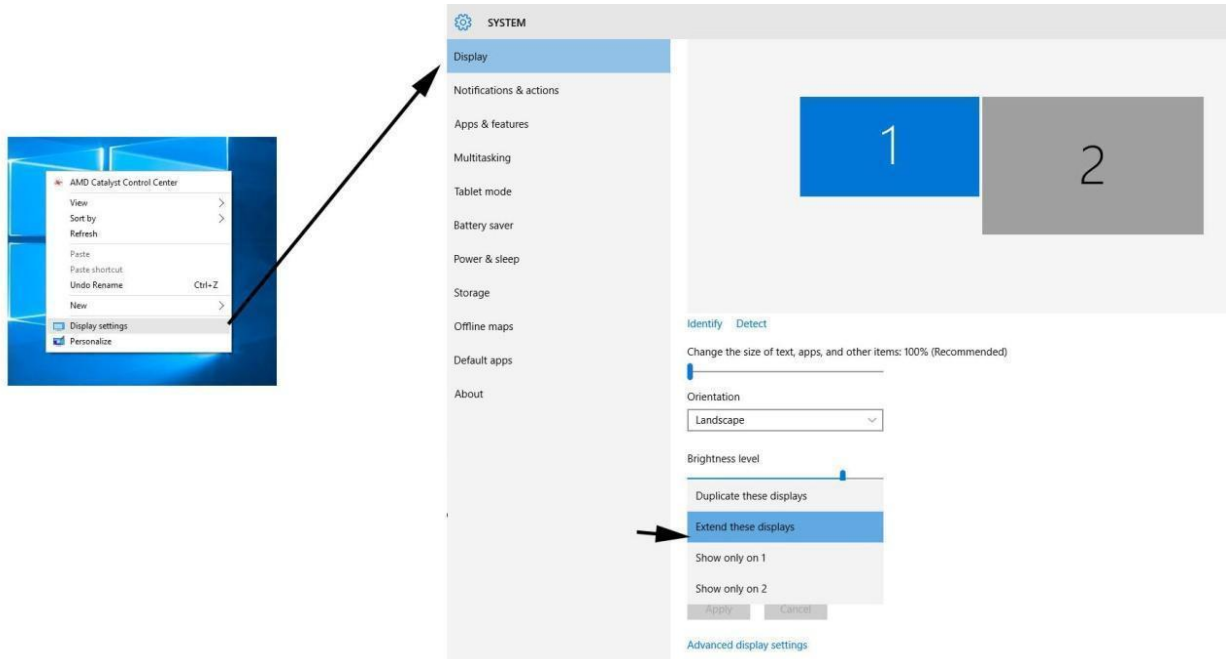 AMD Catalyst Control Center
View
Sort by
Refresh
Paste
Paste shortcut
Undo Rename Ctrl+Z
New
Display settings
Personalize
SYSTEM
Display
Notifications & actions
Apps & features
Multitasking
Tablet mode
Battery saver
Power & sleep
Storage
Offline maps
Default apps
About
1
2
Identify Detect
Change the size of text, apps, and other items: 100% (Recommended)
Orientation
Landscape
Brightness level
Duplicate these displays
Extend these displays
Show only on 1
Show only on 2
Apply Cancel
Advanced display settings